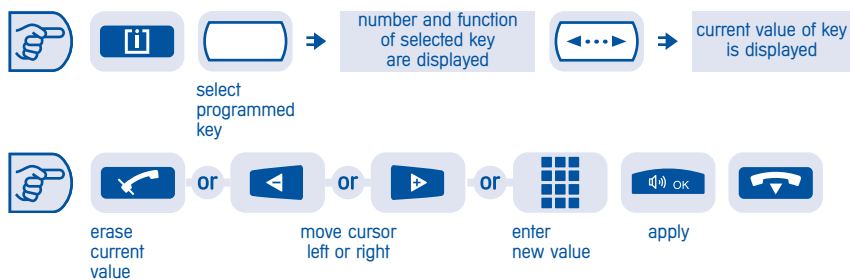 [i]
number and function
of selected key
are displayed
current value of key
is displayed
select
programmed
key
or
or
or
OK
erase
current
value
move cursor
left or right
enter
new value
apply